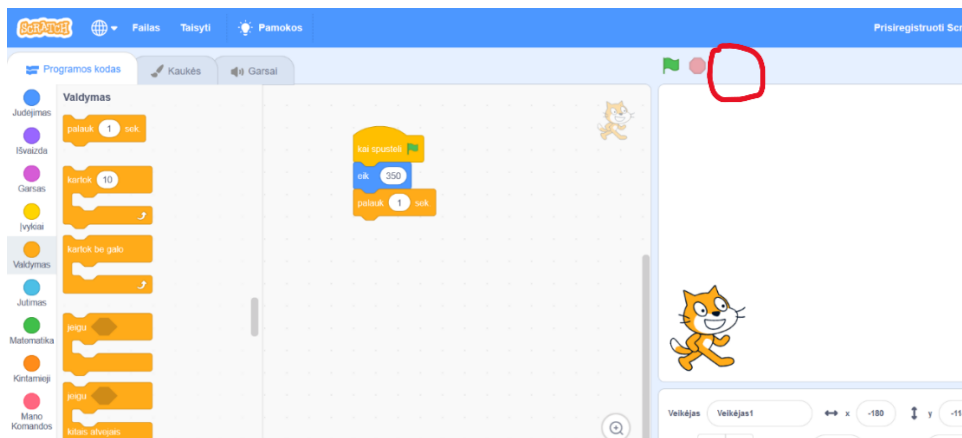 SCRATCH Failas Taisyti Pamokos Prisiregistruoti Scr
Programos kodas Kaukės Garsai
Judėjimas
Išvaizda
Garsas
Įvykiai
Valdymas
Jutimas
Matematika
Kintamieji
Mano
Komandos
Valdymas
palauk 1 sek.
kartok 10
kartok be galo
jeigu
jeigu
kitais atvejais
kai spusteli
eik 350
palauk 1 sek.
Veikėjas Veikėjas1 x -180 y -11